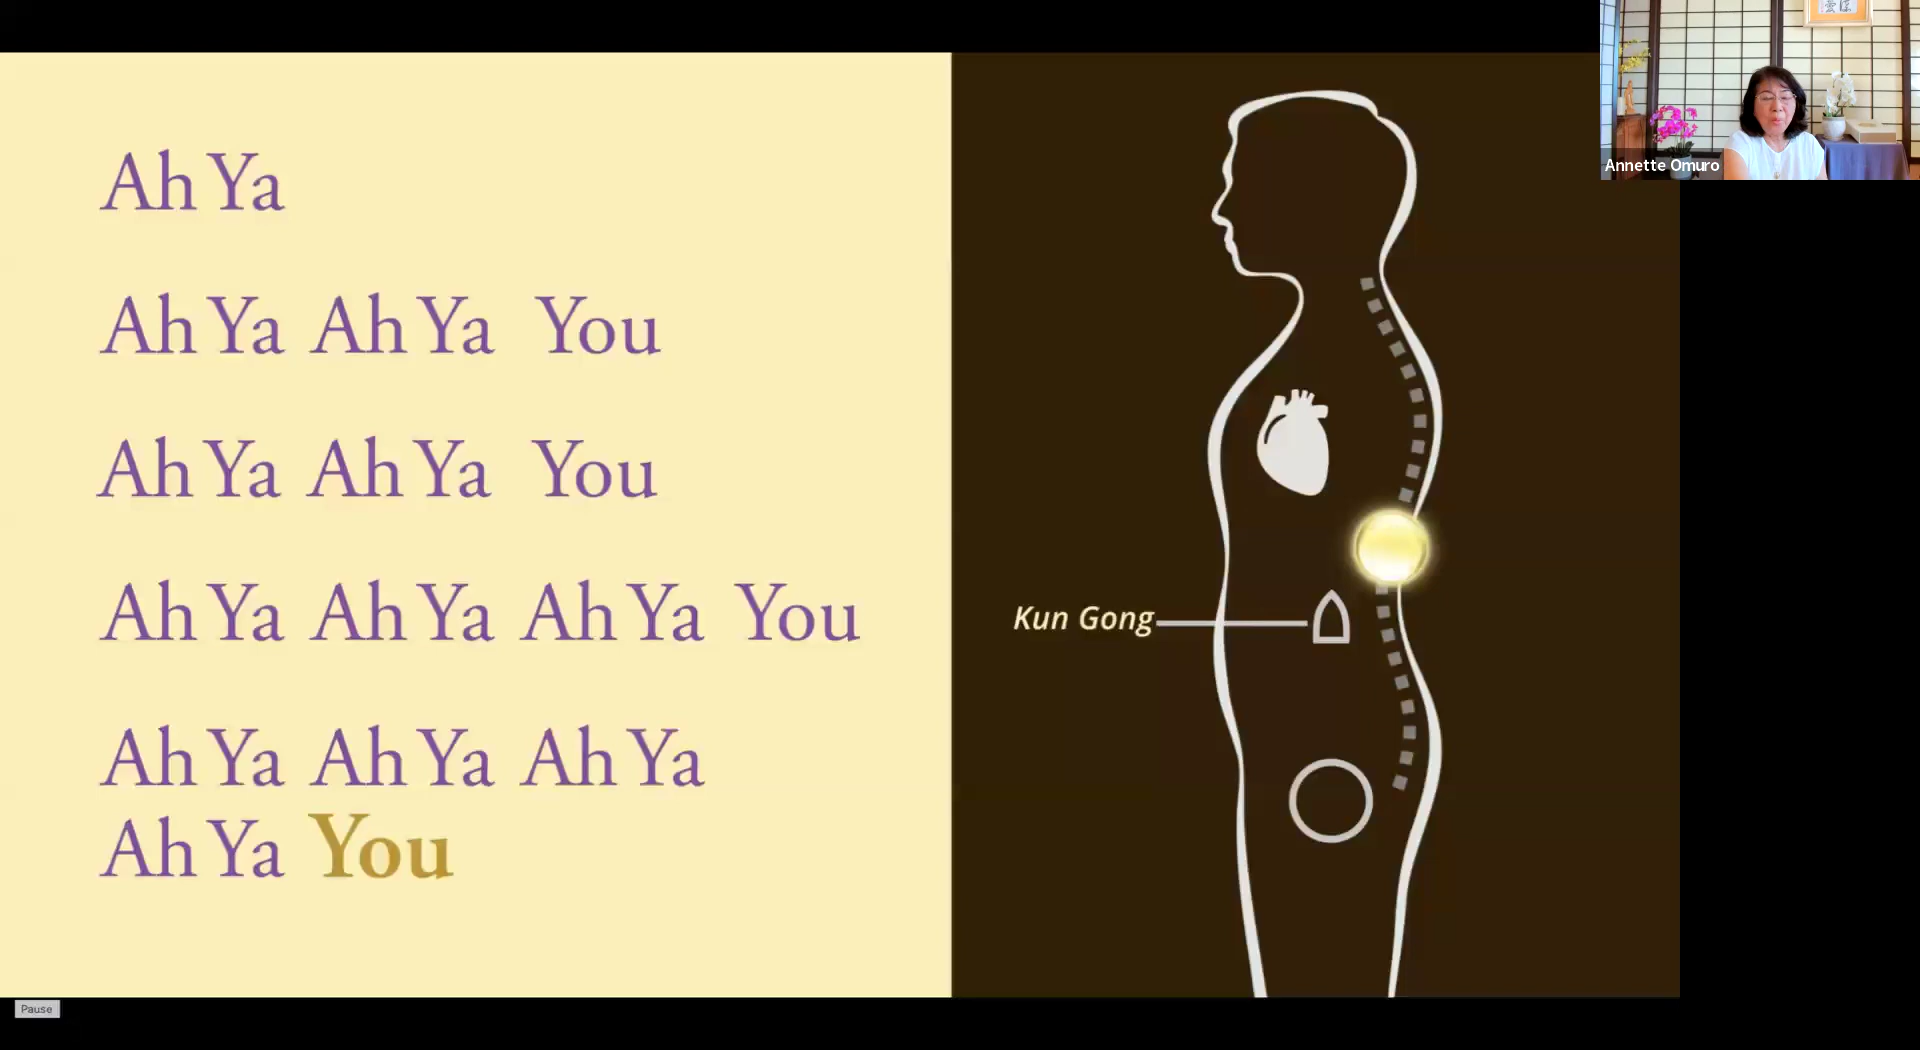 Ah Ya
Ah Ya Ah Ya You
Ah Ya Ah Ya You
Ah Ya Ah Ya Ah Ya You
Ah Ya Ah Ya Ah Ya
Ah Ya You
Kun Gong
Annette Omuro
Pause